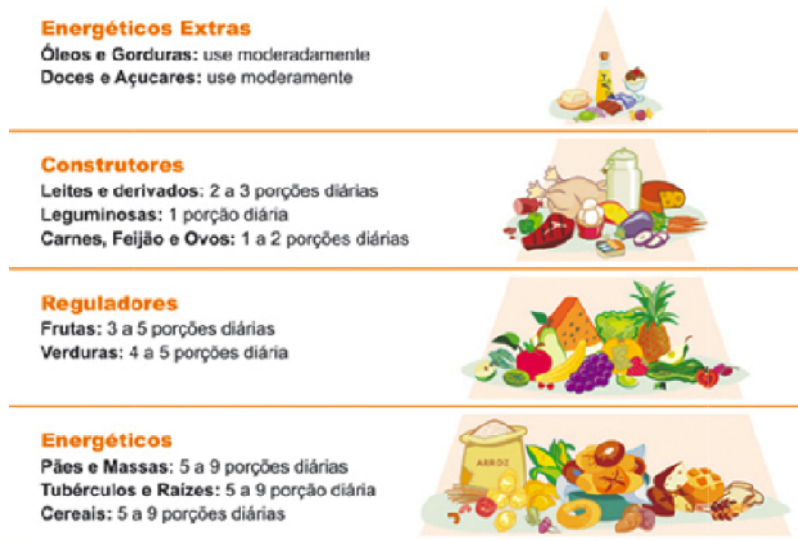 Energéticos Extras
Óleos e Gorduras: use moderadamente
Doces e Açucares: use moderamente
Construtores
Leites e derivados: 2 a 3 porções diárias
Leguminosas: 1 porção diária
Carnes, Feijão e Ovos: 1 a 2 porções diárias
Reguladores
Frutas: 3 a 5 porções diárias
Verduras: 4 a 5 porções diária
Energéticos
Pães e Massas: 5 a 9 porções diárias
Tubérculos e Raízes: 5 a 9 porção diária
Cereais: 5 a 9 porções diárias
ARROZ